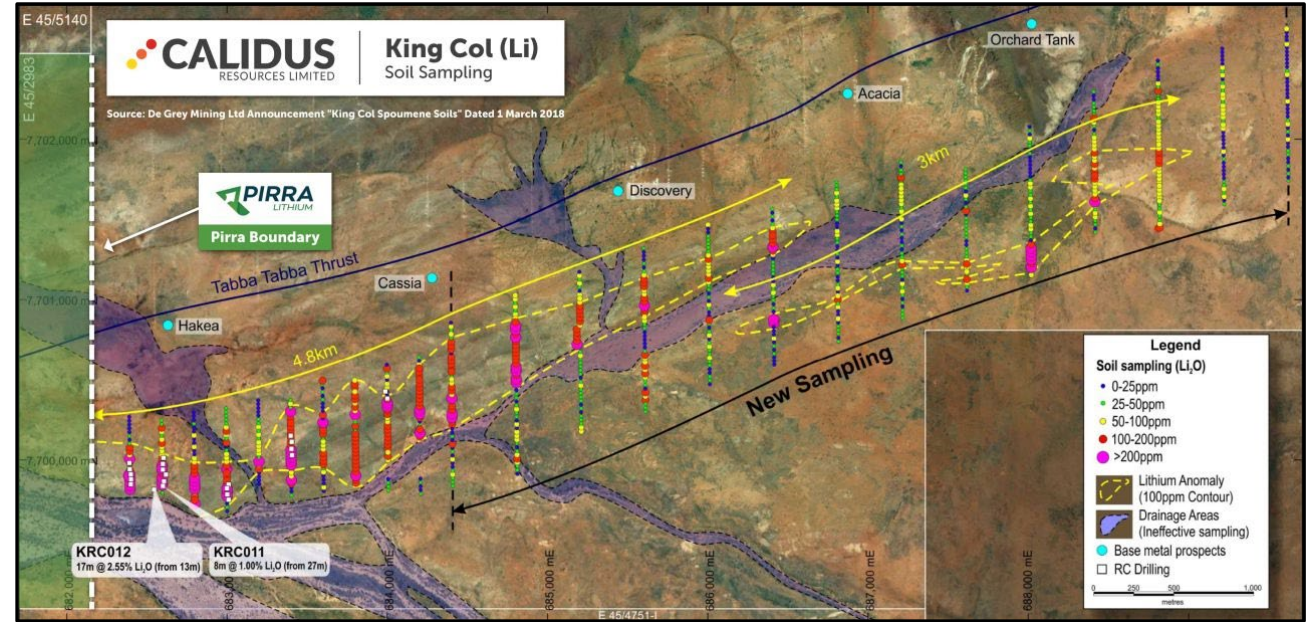 E 45/5140
E 45/2983
CALIDUS
RESOURCES LIMITED
King Col (Li)
Soil Sampling
Source: De Grey Mining Ltd Announcement "King Col Spoumene Soils" Dated 1 March 2018
Orchard Tank
Acacia
7,702,000 m
3km
PIRRA
LITHIUM
Pirra Boundary
Discovery
Tabba Tabba Thrust
Cassia
7,701,000 m
Hakea
4.8km
New Sampling
7,700,000 m
KRC012
17m @ 2.55% Li₂O (from 13m)
KRC011
8m @ 1.00% Li₂O (from 27m)
682,000 mE
683,000
684,000 mE
685,000 mE
686,000 mE
687,000 mE
688,000 mE
E 45/4751-I
Legend
Soil sampling (Li₂O)
0-25ppm
25-50ppm
50-100ppm
100-200ppm
>200ppm
Lithium Anomaly
(100ppm Contour)
Drainage Areas
(Ineffective sampling)
Base metal prospects
RC Drilling
0 250 500 1,000
metres